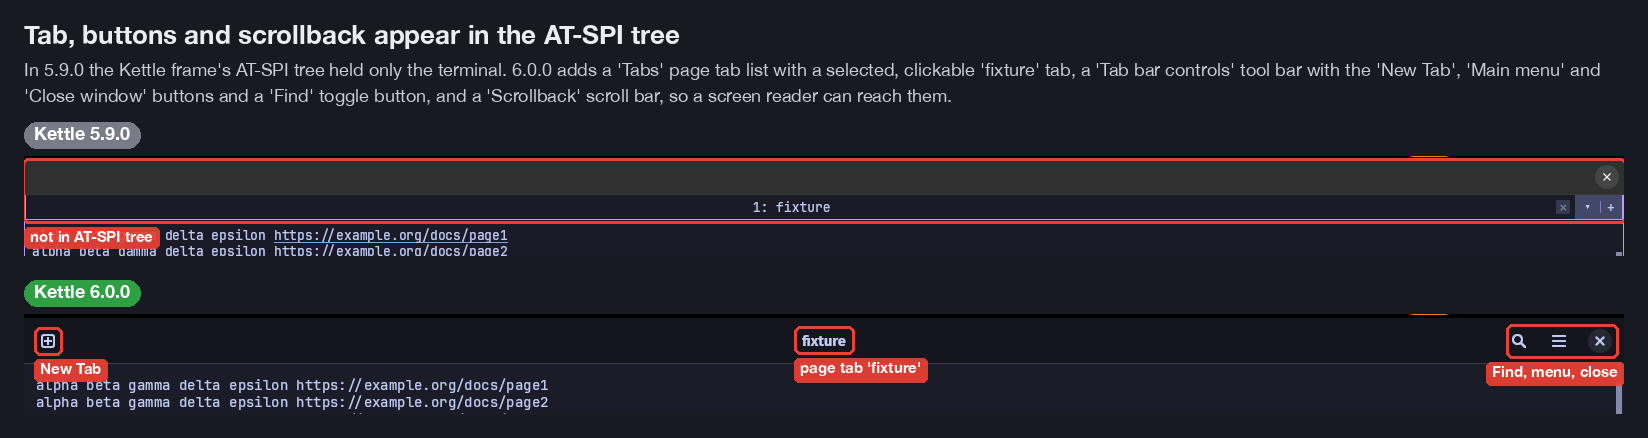 Tab, buttons and scrollback appear in the AT-SPI tree
In 5.9.0 the Kettle frame's AT-SPI tree held only the terminal. 6.0.0 adds a 'Tabs' page tab list with a selected, clickable 'fixture' tab, a 'Tab bar controls' tool bar with the 'New Tab', 'Main menu' and
'Close window' buttons and a 'Find' toggle button, and a 'Scrollback' scroll bar, so a screen reader can reach them.
Kettle 5.9.0
1: fixture
not in AT-SPI tree delta epsilon https://example.org/docs/page1
alpha beta gamma delta epsilon https://example.org/docs/page2
Kettle 6.0.0
fixture
New Tab
page tab 'fixture'
Find, menu, close
alpha beta gamma delta epsilon https://example.org/docs/page1
alpha beta gamma delta epsilon https://example.org/docs/page2